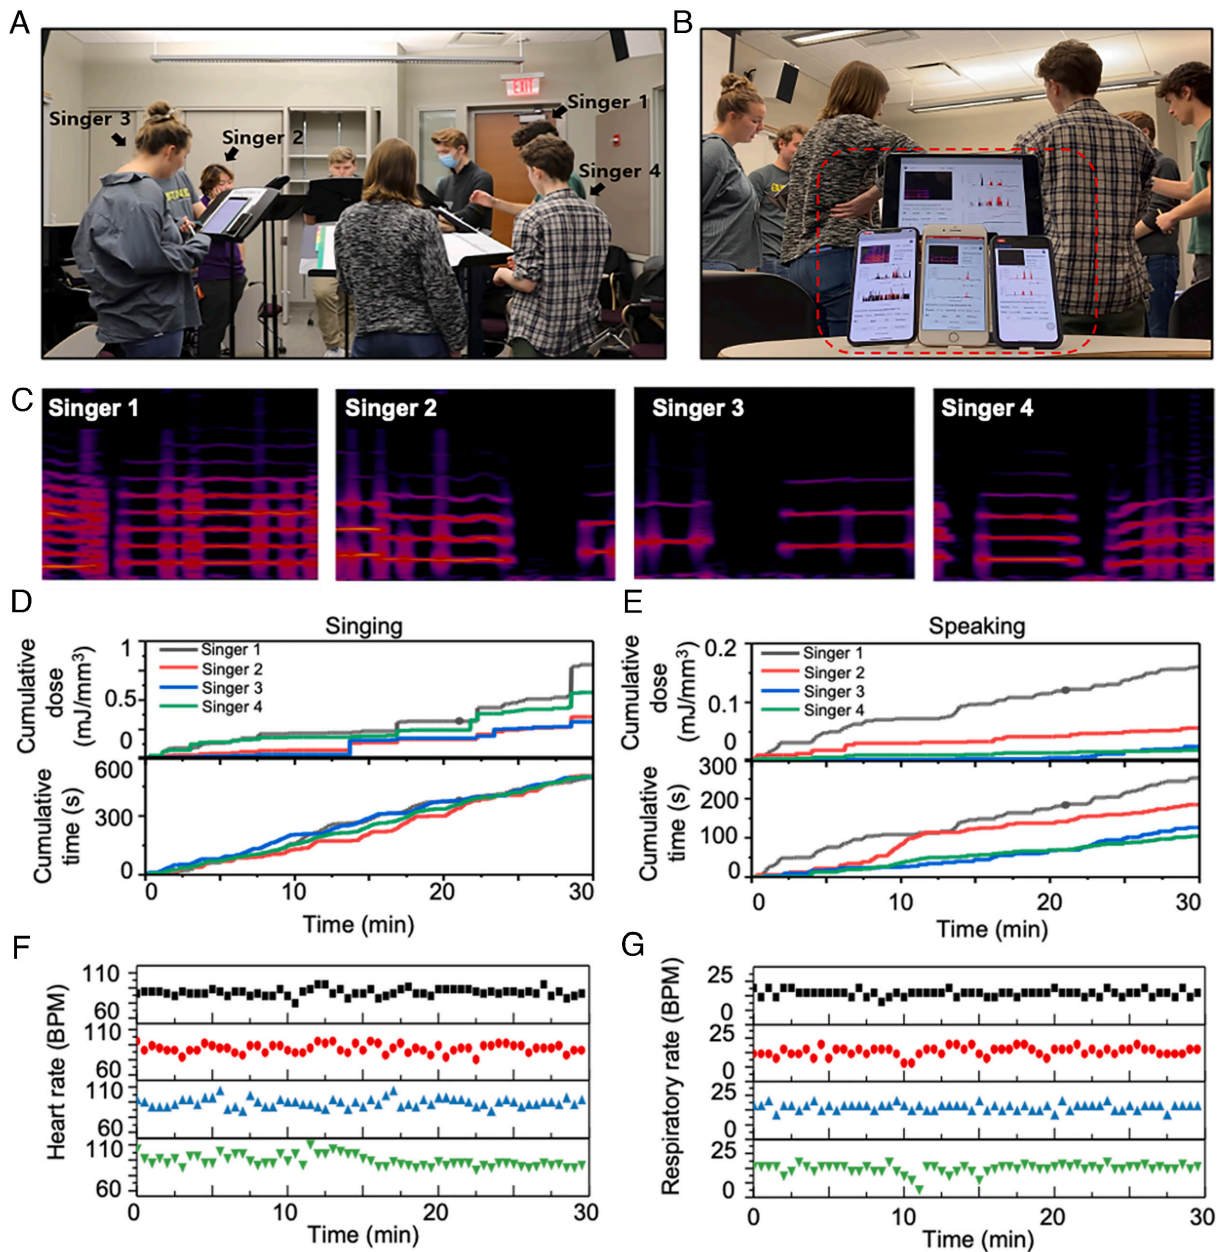 A
B
Singer 3
Singer 2
EXIT
Singer 1
Singer 4
C
Singer 1
Singer 2
Singer 3
Singer 4
D
Singing
Cumulative
dose
(mJ/mm³)
1
0.5
0
Singer 1
Singer 2
Singer 3
Singer 4
Cumulative
time (s)
600
300
0
0
10
20
30
Time (min)
E
Speaking
Cumulative
dose
(mJ/mm³)
0.2
0.1
0
Singer 1
Singer 2
Singer 3
Singer 4
Cumulative
time (s)
300
200
100
0
0
10
20
30
Time (min)
F
Heart rate (BPM)
110
60
110
60
110
60
110
60
0
10
20
30
Time (min)
G
Respiratory rate (BPM)
25
0
25
0
25
0
25
0
0
10
20
30
Time (min)